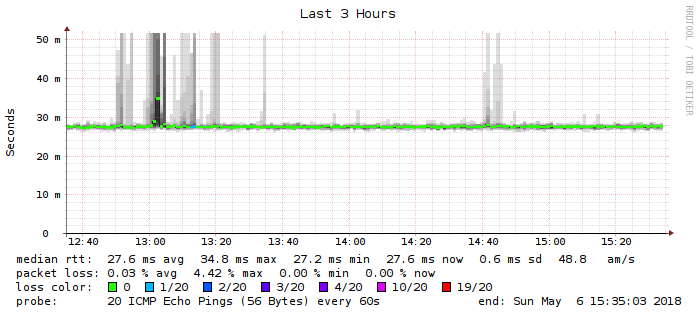 Last 3 Hours
RRDTOOL / TOBI OETIKER
Seconds
50 m
40 m
30 m
20 m
10 m
0
12:40 13:00 13:20 13:40 14:00 14:20 14:40 15:00 15:20
median rtt: 27.6 ms avg 34.8 ms max 27.2 ms min 27.6 ms now 0.6 ms sd 48.8 am/s
packet loss: 0.03 % avg 4.42 % max 0.00 % min 0.00 % now
loss color: 0 1/20 2/20 3/20 4/20 10/20 19/20
probe: 20 ICMP Echo Pings (56 Bytes) every 60s end: Sun May 6 15:35:03 2018